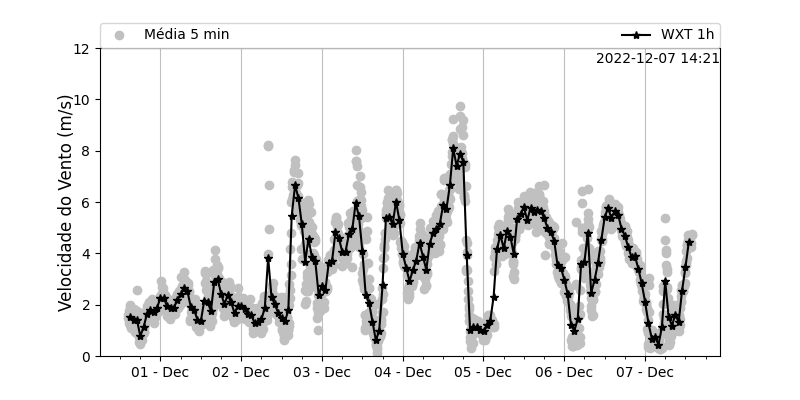 Média 5 min
WXT 1h
2022-12-07 14:21
Velocidade do Vento (m/s)
12
10
8
6
4
2
0
01 - Dec
02 - Dec
03 - Dec
04 - Dec
05 - Dec
06 - Dec
07 - Dec